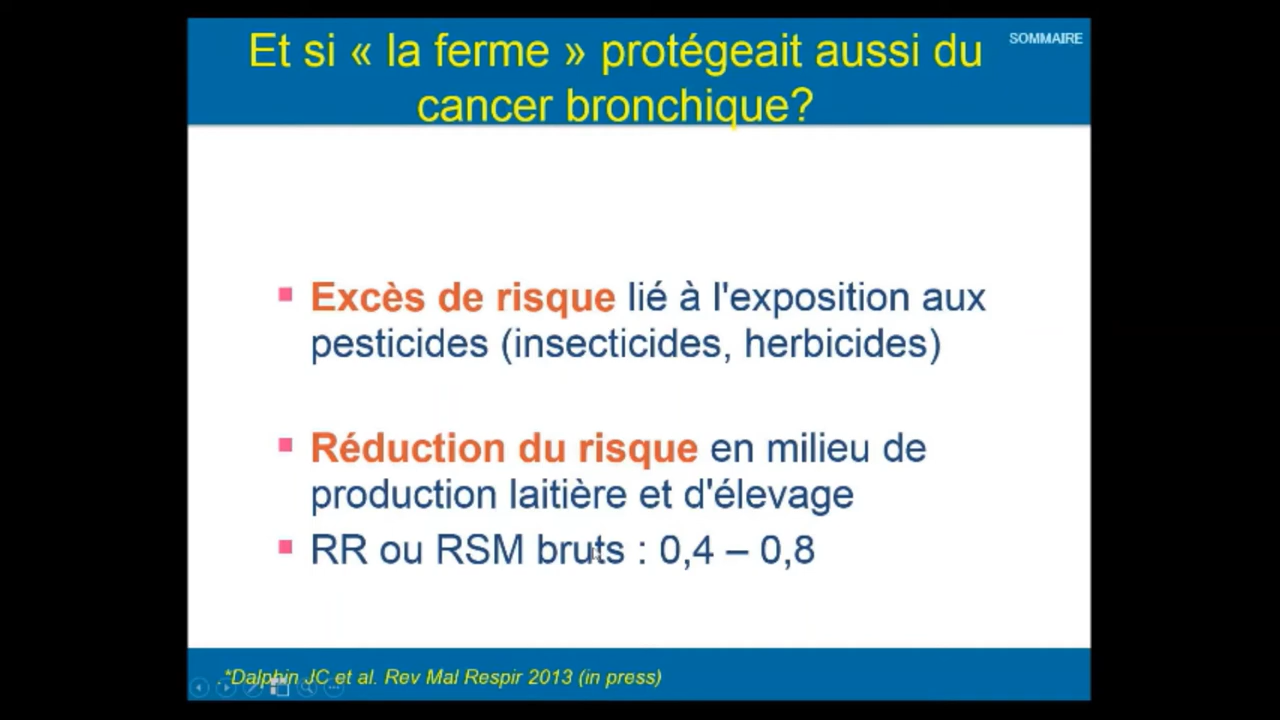 Et si « la ferme » protégeait aussi du
cancer bronchique?
SOMMAIRE
Excès de risque lié à l'exposition aux
pesticides (insecticides, herbicides)
Réduction du risque en milieu de
production laitière et d'élevage
RR ou RSM bruts : 0,4 – 0,8
.*Dalphin JC et al. Rev Mal Respir 2013 (in press)